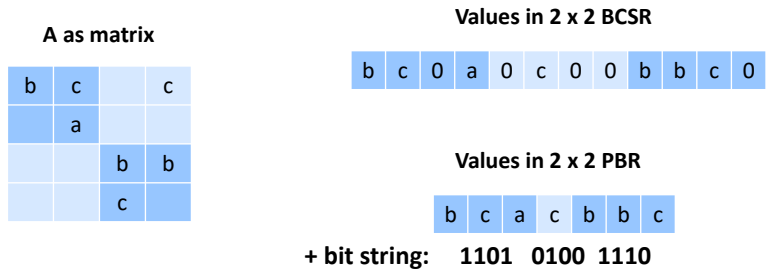 A as matrix
b c c
a
b b
c
Values in 2 x 2 BCSR
b c 0 a 0 c 0 0 b b c 0
Values in 2 x 2 PBR
b c a c b b c
+ bit string: 1101 0100 1110